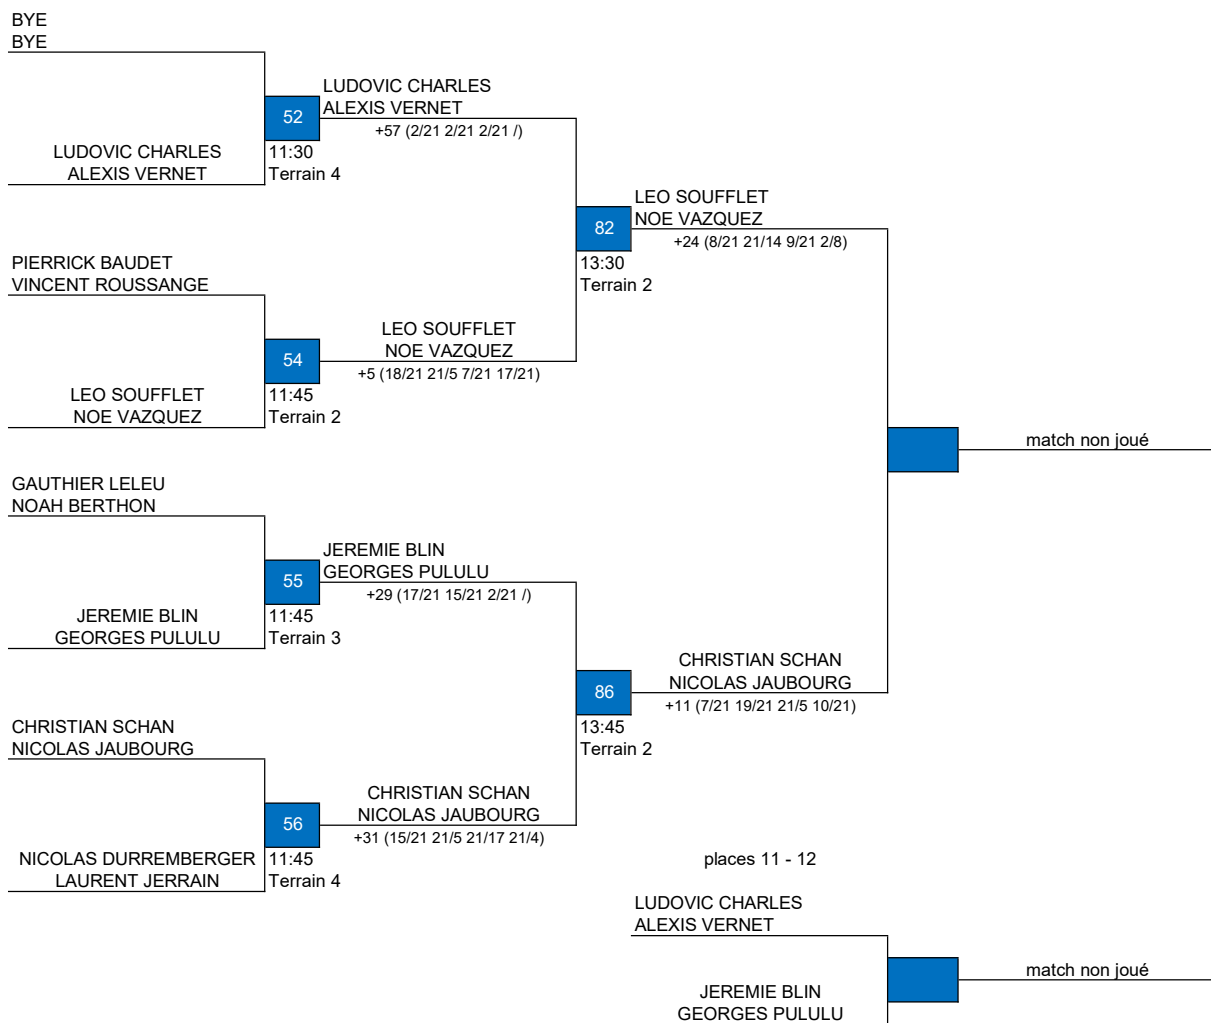 BYE
BYE
52
LUDOVIC CHARLES
ALEXIS VERNET
+57 (2/21 2/21 2/21 /)
LUDOVIC CHARLES
ALEXIS VERNET
11:30
Terrain 4
82
LEO SOUFFLET
NOE VAZQUEZ
+24 (8/21 21/14 9/21 2/8)
13:30
Terrain 2
PIERRICK BAUDET
VINCENT ROUSSANGE
54
LEO SOUFFLET
NOE VAZQUEZ
+5 (18/21 21/5 7/21 17/21)
LEO SOUFFLET
NOE VAZQUEZ
11:45
Terrain 2
match non joué
GAUTHIER LELEU
NOAH BERTHON
55
JEREMIE BLIN
GEORGES PULULU
+29 (17/21 15/21 2/21 /)
JEREMIE BLIN
GEORGES PULULU
11:45
Terrain 3
86
CHRISTIAN SCHAN
NICOLAS JAUBOURG
+11 (7/21 19/21 21/5 10/21)
13:45
Terrain 2
CHRISTIAN SCHAN
NICOLAS JAUBOURG
56
CHRISTIAN SCHAN
NICOLAS JAUBOURG
+31 (15/21 21/5 21/17 21/4)
NICOLAS DURREMBERGER
LAURENT JERRAIN
11:45
Terrain 4
places 11 - 12
LUDOVIC CHARLES
ALEXIS VERNET
match non joué
JEREMIE BLIN
GEORGES PULULU